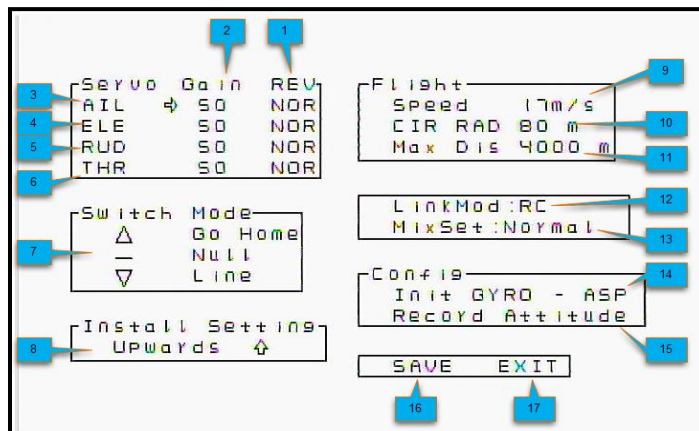 2
1
Servo Gain REV
3
AIL 50 NOR
4
ELE 50 NOR
5
RUD 50 NOR
6
THR 50 NOR
Switch Mode
Go Home
7
Null
Line
Install Setting
8
Upwards
Flight
9
Speed 17m/s
10
CIR RAD 80 m
11
Max Dis 4000 m
12
LinkMod:RC
13
MixSet:Normal
Config
14
Init GYRO - ASP
Record Attitude
15
SAVE EXIT
16
17